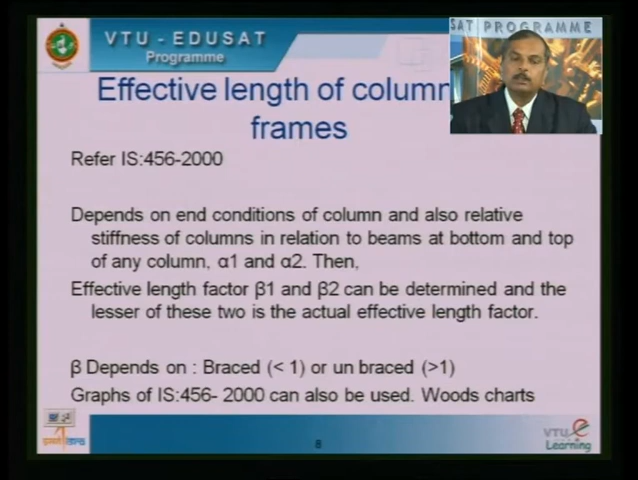 VTU - EDUSAT
Programme
SAT PROGRAMME
Effective length of column
frames
Refer IS:456-2000
Depends on end conditions of column and also relative
stiffness of columns in relation to beams at bottom and top
of any column, α1 and α2. Then,
Effective length factor β1 and β2 can be determined and the
lesser of these two is the actual effective length factor.
β Depends on : Braced (< 1) or un braced (>1)
Graphs of IS:456- 2000 can also be used. Woods charts
8
VTU e
Learning